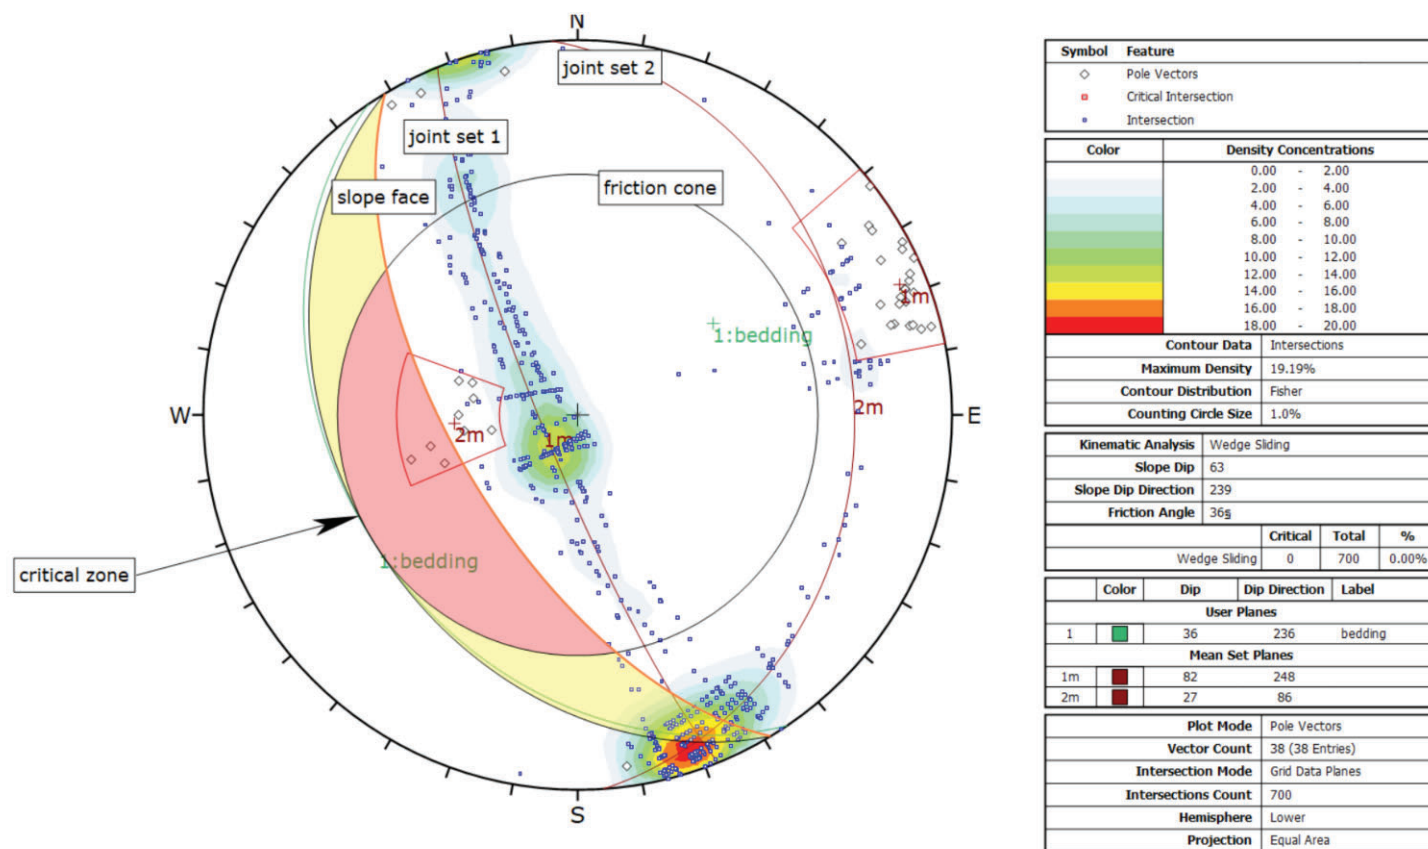 N
joint set 2
joint set 1
slope face
friction cone
1m
1:bedding
W
E
2m
2m
1m
1:bedding
critical zone
S
Symbol Feature
Pole Vectors
Critical Intersection
Intersection
Color Density Concentrations
0.00 - 2.00
2.00 - 4.00
4.00 - 6.00
6.00 - 8.00
8.00 - 10.00
10.00 - 12.00
12.00 - 14.00
14.00 - 16.00
16.00 - 18.00
18.00 - 20.00
Contour Data Intersections
Maximum Density 19.19%
Contour Distribution Fisher
Counting Circle Size 1.0%
Kinematic Analysis Wedge Sliding
Slope Dip 63
Slope Dip Direction 239
Friction Angle 36s
Critical Total %
Wedge Sliding 0 700 0.00%
Color Dip Dip Direction Label
User Planes
1 36 236 bedding
Mean Set Planes
1m 82 248
2m 27 86
Plot Mode Pole Vectors
Vector Count 38 (38 Entries)
Intersection Mode Grid Data Planes
Intersections Count 700
Hemisphere Lower
Projection Equal Area